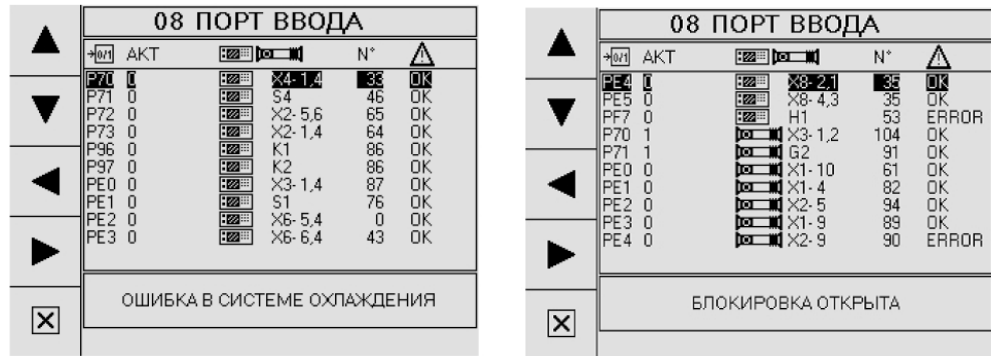 08 ПОРТ ВВОДА
→0/1 АКТ N° 
P70 0 X4-1,4 33 OK
P71 0 S4 46 OK
P72 0 X2-5,6 65 OK
P73 0 X2-1,4 64 OK
P96 0 K1 86 OK
P97 0 K2 86 OK
PE0 0 X3-1,4 87 OK
PE1 0 S1 76 OK
PE2 0 X6-5,4 0 OK
PE3 0 X6-6,4 43 OK
ОШИБКА В СИСТЕМЕ ОХЛАЖДЕНИЯ
08 ПОРТ ВВОДА
→0/1 АКТ N°
PE4 0 X8-2,1 35 OK
PE5 0 X8-4,3 35 OK
PF7 0 H1 53 ERROR
P70 1 X3-1,2 104 OK
P71 1 G2 91 OK
PE0 0 X1-10 61 OK
PE1 0 X1-4 82 OK
PE2 0 X2-5 94 OK
PE3 0 X1-9 89 OK
PE4 0 X2-9 90 ERROR
БЛОКИРОВКА ОТКРЫТА